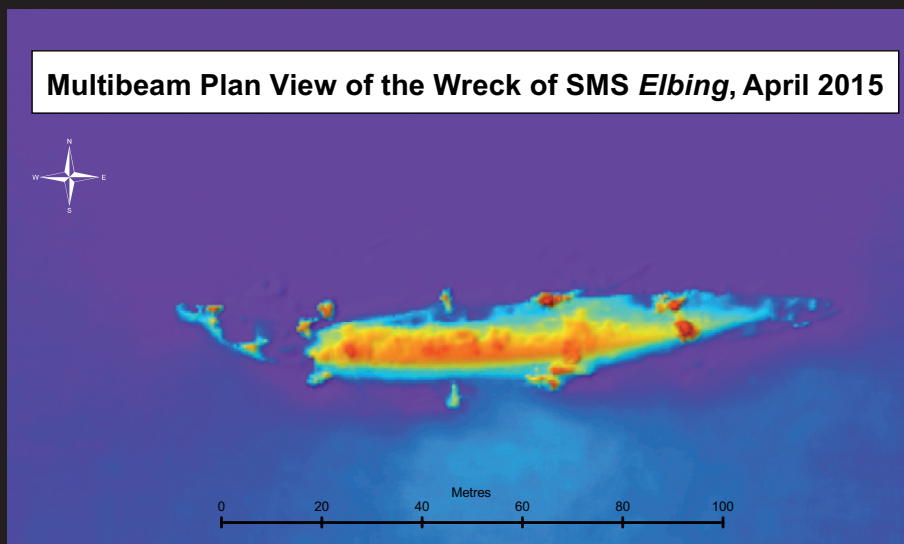 Multibeam Plan View of the Wreck of SMS Elbing, April 2015
N
W E
S
Metres
0 20 40 60 80 100